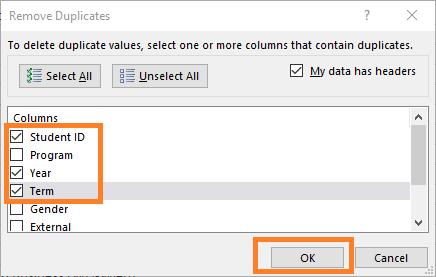 Remove Duplicates
To delete duplicate values, select one or more columns that contain duplicates.
Select All
Unselect All
My data has headers
Columns
Student ID
Program
Year
Term
Gender
External
OK
Cancel